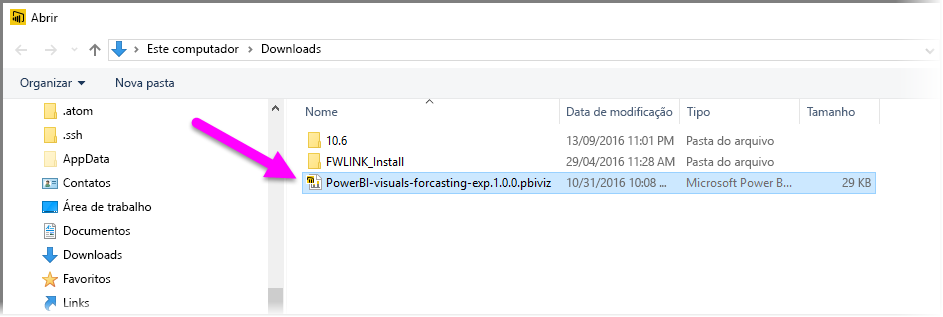 Abrir
Este computador > Downloads
Organizar Nova pasta
Nome Data de modificação Tipo Tamanho
.atom
.ssh
AppData
Contatos
Área de trabalho
Documentos
Downloads
Favoritos
Links
10.6 13/09/2016 11:01 PM Pasta do arquivo
FWLINK_Install 29/04/2016 11:28 AM Pasta do arquivo
PowerBI-visuals-forcasting-exp.1.0.0.pbiviz 10/31/2016 10:08 ... Microsoft Power B... 29 KB